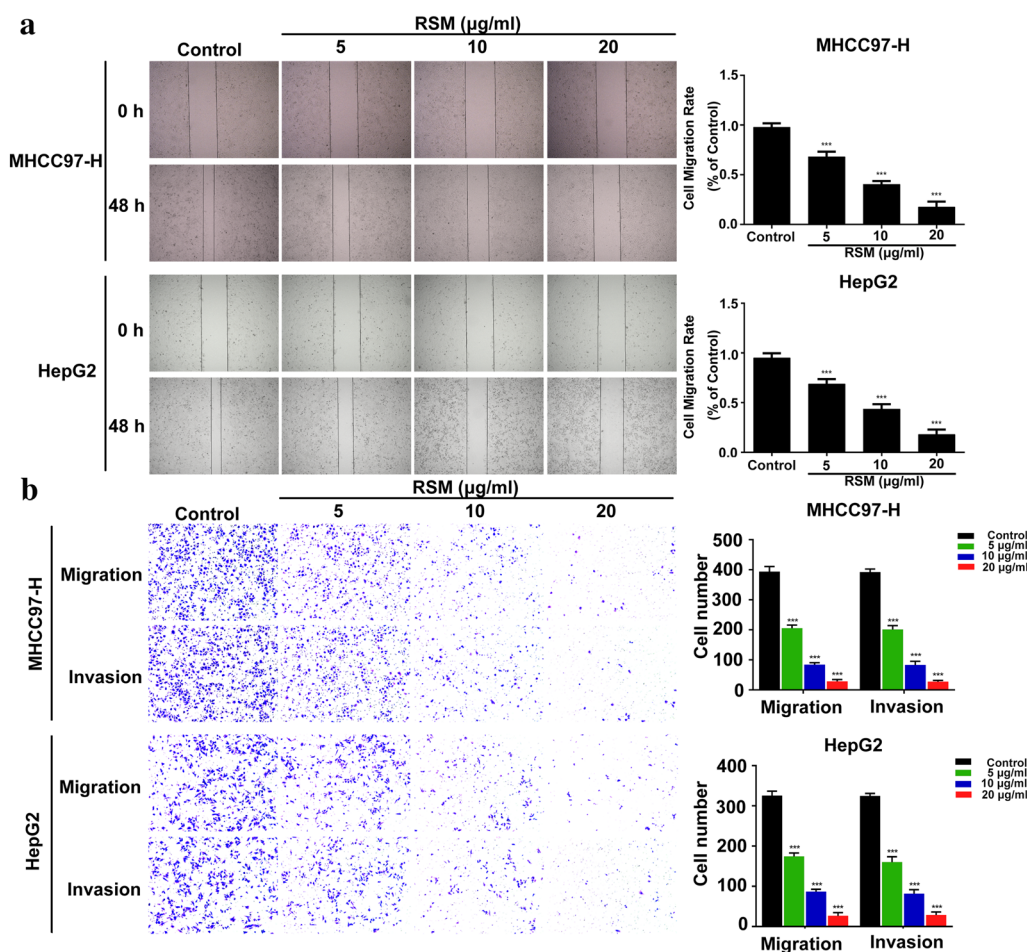 a
RSM (µg/ml)
Control 5 10 20
MHCC97-H
0 h
48 h
HepG2
0 h
48 h
MHCC97-H
Cell Migration Rate
(% of Control)
1.5
1.0
0.5
0.0
***
***
***
Control 5 10 20
RSM (µg/ml)
HepG2
Cell Migration Rate
(% of Control)
1.5
1.0
0.5
0.0
***
***
***
Control 5 10 20
RSM (µg/ml)
b
RSM (µg/ml)
Control 5 10 20
MHCC97-H
Migration
Invasion
HepG2
Migration
Invasion
MHCC97-H
Cell number
500
400
300
200
100
0
*** *** ***
*** *** ***
Migration Invasion
Control
5 µg/ml
10 µg/ml
20 µg/ml
HepG2
Cell number
400
300
200
100
0
*** *** ***
*** *** ***
Migration Invasion
Control
5 µg/ml
10 µg/ml
20 µg/ml